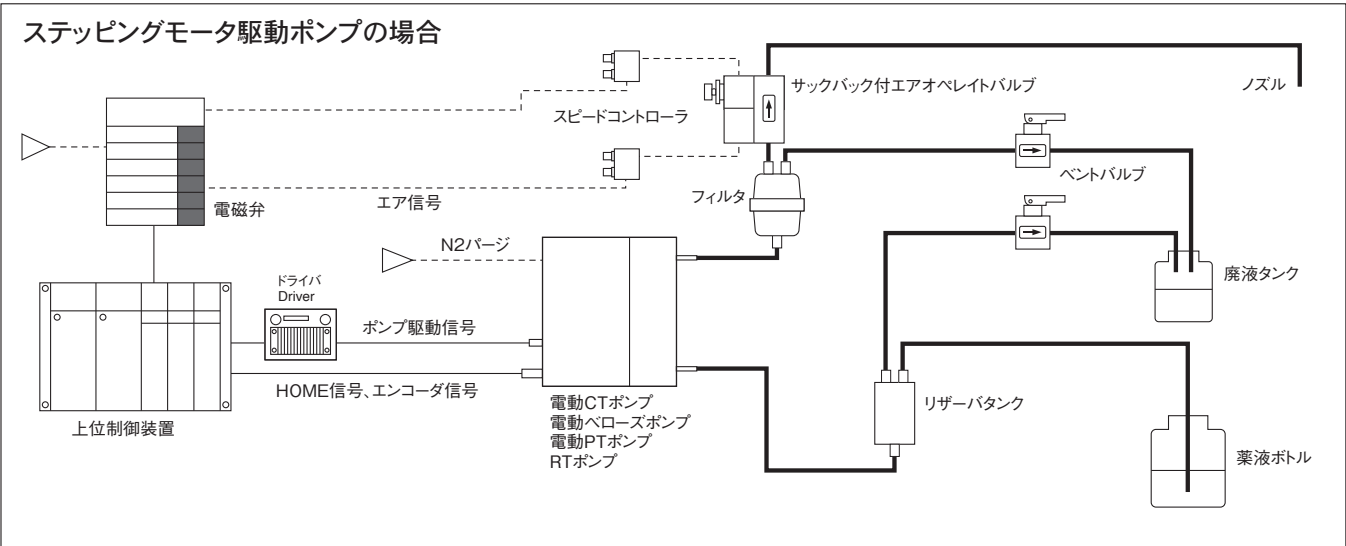 ステッピングモータ駆動ポンプの場合
サックバック付エアオペレイトバルブ
ノズル
スピードコントローラ
ベントバルブ
フィルタ
エア信号
電磁弁
N2パージ
廃液タンク
ドライバ
Driver
ポンプ駆動信号
HOME信号、エンコーダ信号
電動CTポンプ
電動ベローズポンプ
電動PTポンプ
RTポンプ
リザーバタンク
上位制御装置
薬液ボトル